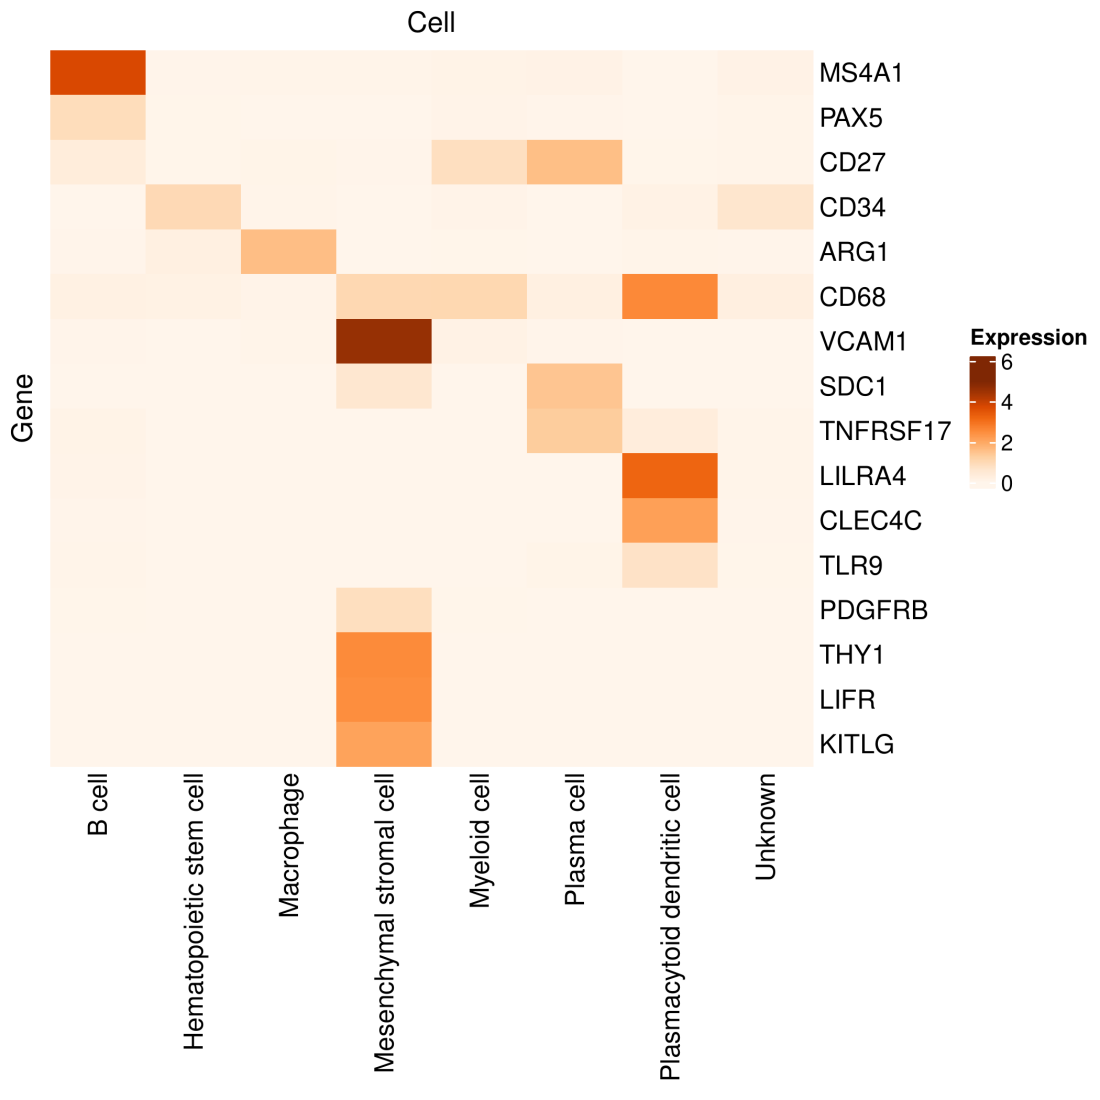 Cell
MS4A1
PAX5
CD27
CD34
ARG1
CD68
VCAM1
SDC1
TNFRSF17
LILRA4
CLEC4C
TLR9
PDGFRB
THY1
LIFR
KITLG
Gene
Expression
6
4
2
0
B cell
Hematopoietic stem cell
Macrophage
Mesenchymal stromal cell
Myeloid cell
Plasma cell
Plasmacytoid dendritic cell
Unknown